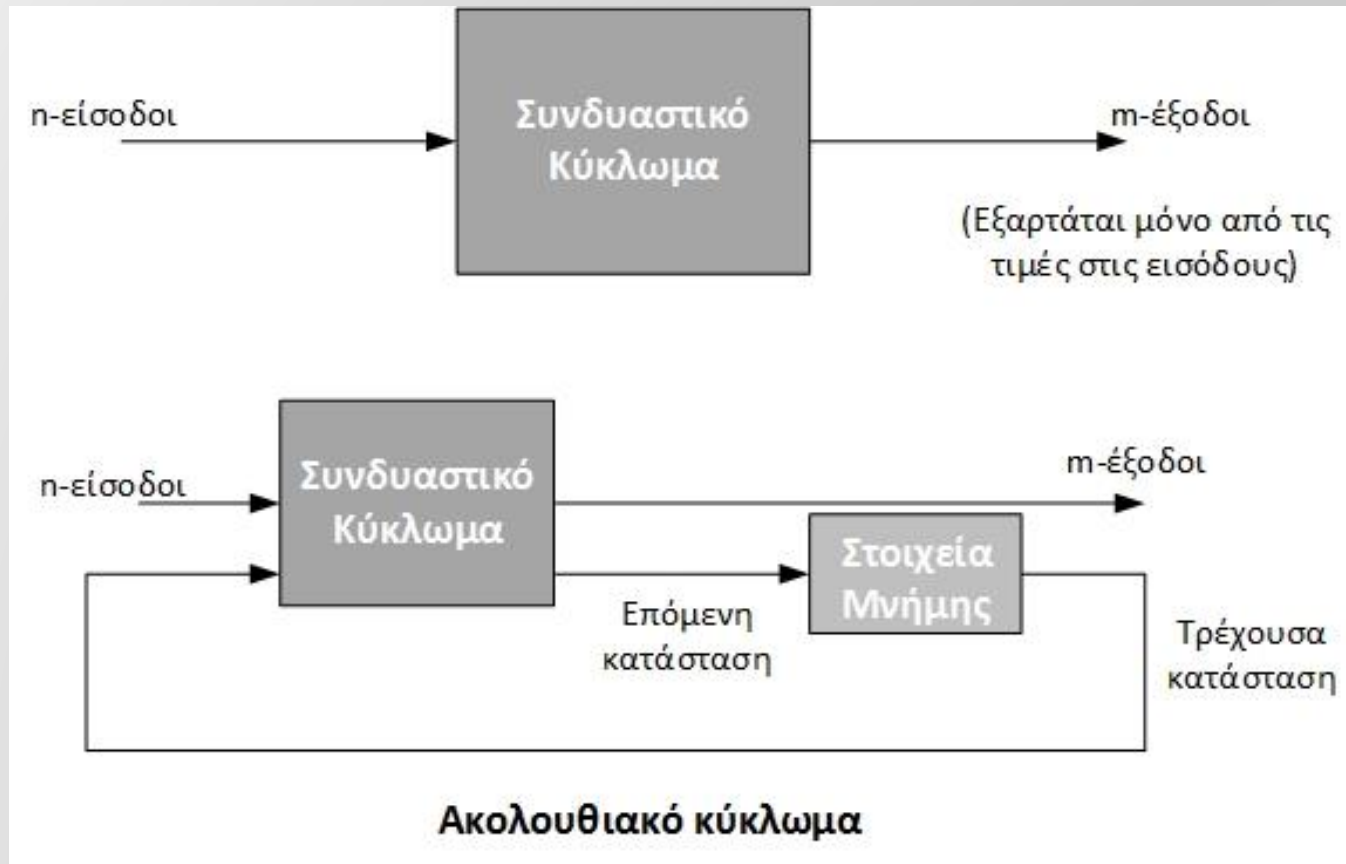 n-είσοδοι
Συνδυαστικό
Κύκλωμα
m-έξοδοι
(Εξαρτάται μόνο από τις
τιμές στις εισόδους)
n-είσοδοι
Συνδυαστικό
Κύκλωμα
m-έξοδοι
Επόμενη
κατάσταση
Στοιχεία
Μνήμης
Τρέχουσα
κατάσταση
Ακολουθιακό κύκλωμα